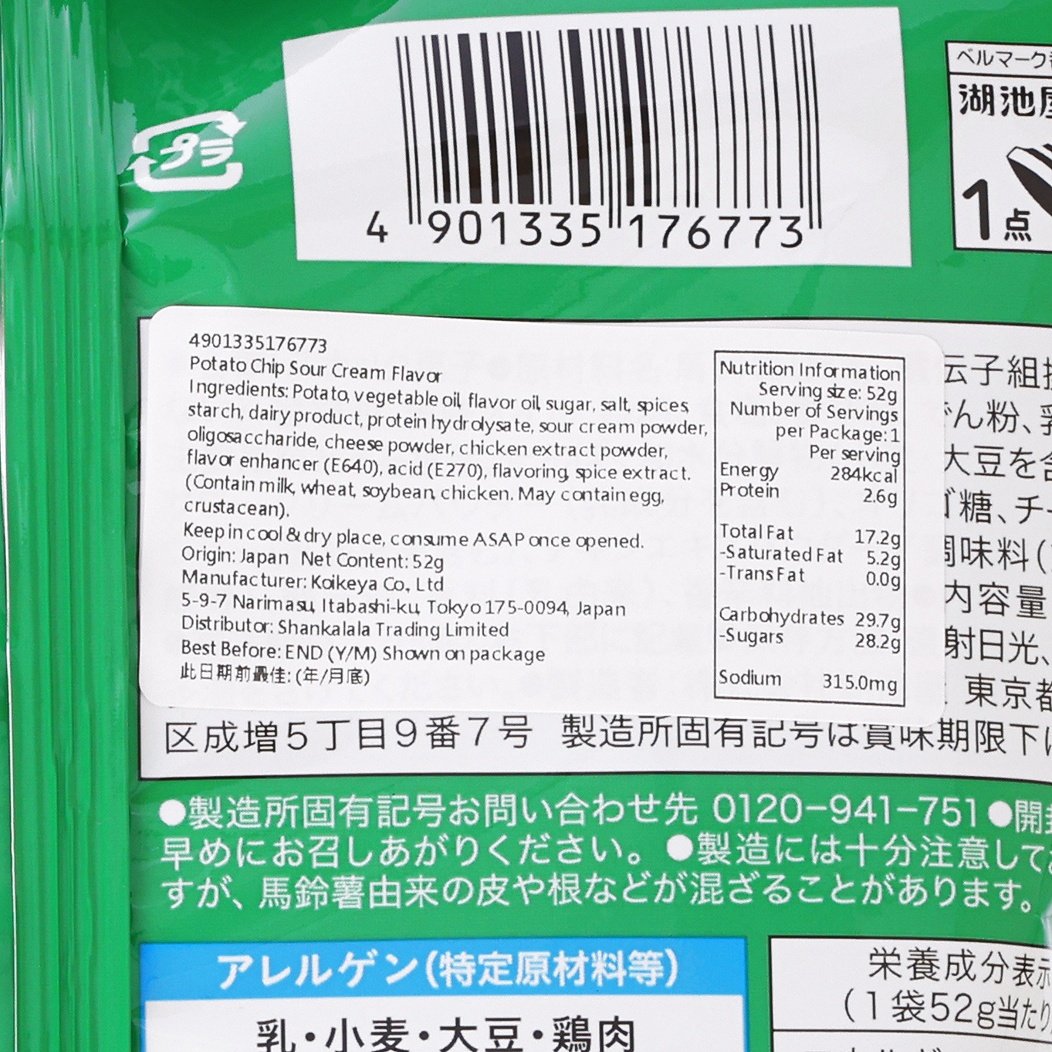 プラ
4 901335 176773
ベルマーク
湖池屋
1点
4901335176773
Potato Chip Sour Cream Flavor
Ingredients: Potato, vegetable oil, flavor oil, sugar, salt, spices,
starch, dairy product, protein hydrolysate, sour cream powder,
oligosaccharide, cheese powder, chicken extract powder,
flavor enhancer (E640), acid (E270), flavoring, spice extract.
(Contain milk, wheat, soybean, chicken. May contain egg,
crustacean).
Keep in cool & dry place, consume ASAP once opened.
Origin: Japan Net Content: 52g
Manufacturer: Koikeya Co., Ltd
5-9-7 Narimasu, Itabashi-ku, Tokyo 175-0094, Japan
Distributor: Shankalala Trading Limited
Best Before: END (Y/M) Shown on package
此日期前最佳: (年/月底)
Nutrition Information
Serving size: 52g
Number of Servings
per Package: 1
Per serving
Energy 284kcal
Protein 2.6g
Total Fat 17.2g
-Saturated Fat 5.2g
-Trans Fat 0.0g
Carbohydrates 29.7g
-Sugars 28.2g
Sodium 315.0mg
伝子組
ん粉、乳
大豆を含
ゴ糖、チー
調味料(
内容量
射日光、
東京都
区成増5丁目9番7号 製造所固有記号は賞味期限下
●製造所固有記号お問い合わせ先 0120-941-751 ●開封
早めにお召しあがりください。●製造には十分注意して
すが、馬鈴薯由来の皮や根などが混ざることがあります。
アレルゲン(特定原材料等)
乳・小麦・大豆・鶏肉
栄養成分表示
(1袋52g当たり